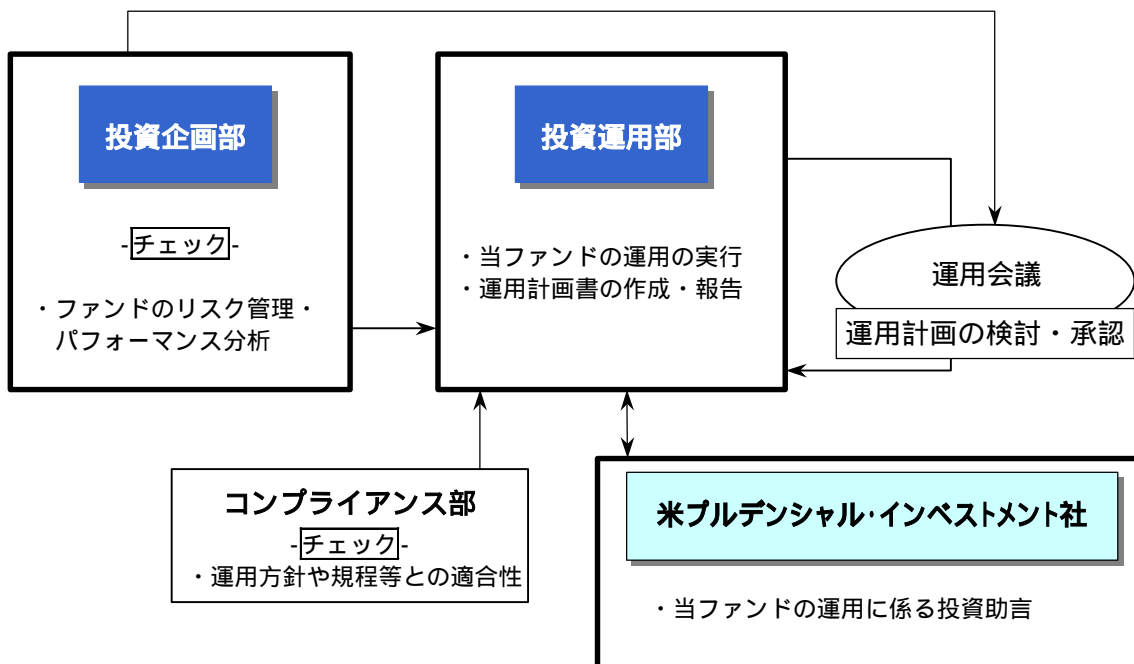 投資企画部
-チェック-
・ファンドのリスク管理・
パフォーマンス分析
投資運用部
・当ファンドの運用の実行
・運用計画書の作成・報告
運用会議
運用計画の検討・承認
コンプライアンス部
-チェック-
・運用方針や規程等との適合性
米プルデンシャル・インベストメント社
・当ファンドの運用に係る投資助言